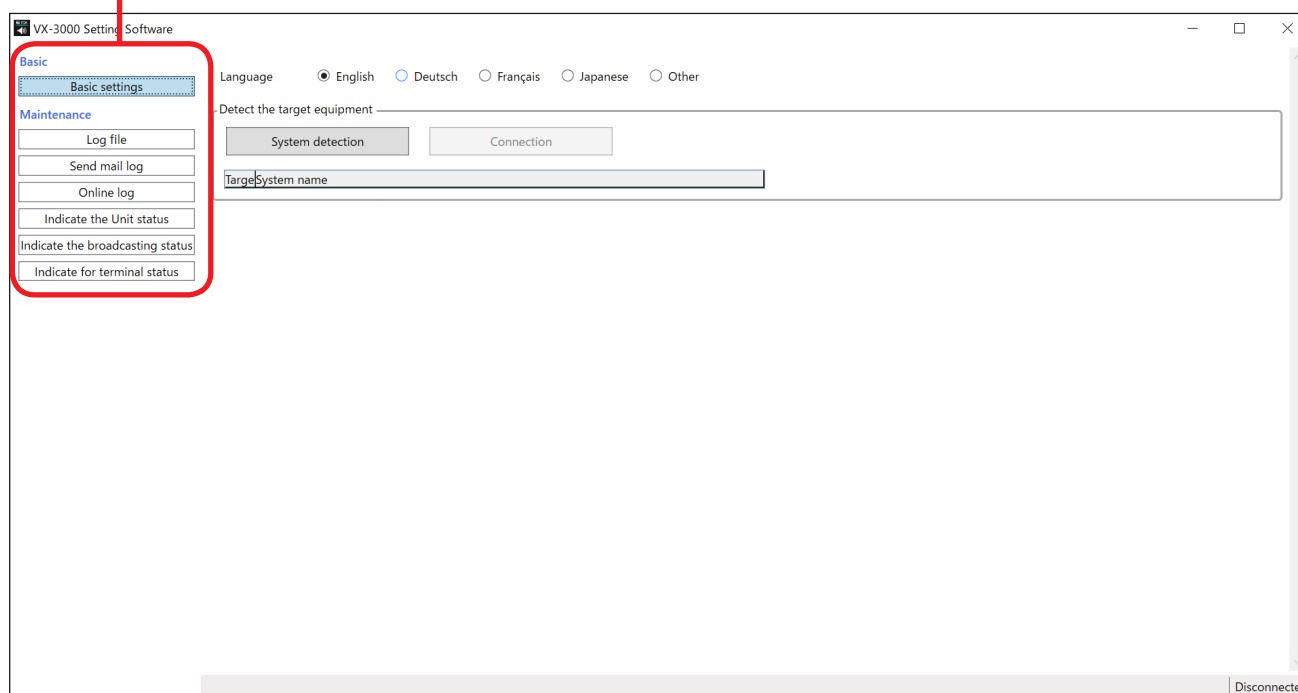 VX-3000 Setting Software
Basic
Basic settings
Maintenance
Log file
Send mail log
Online log
Indicate the Unit status
Indicate the broadcasting status
Indicate for terminal status
Language English Deutsch Français Japanese Other
Detect the target equipment
System detection Connection
Targe System name
Disconnecte